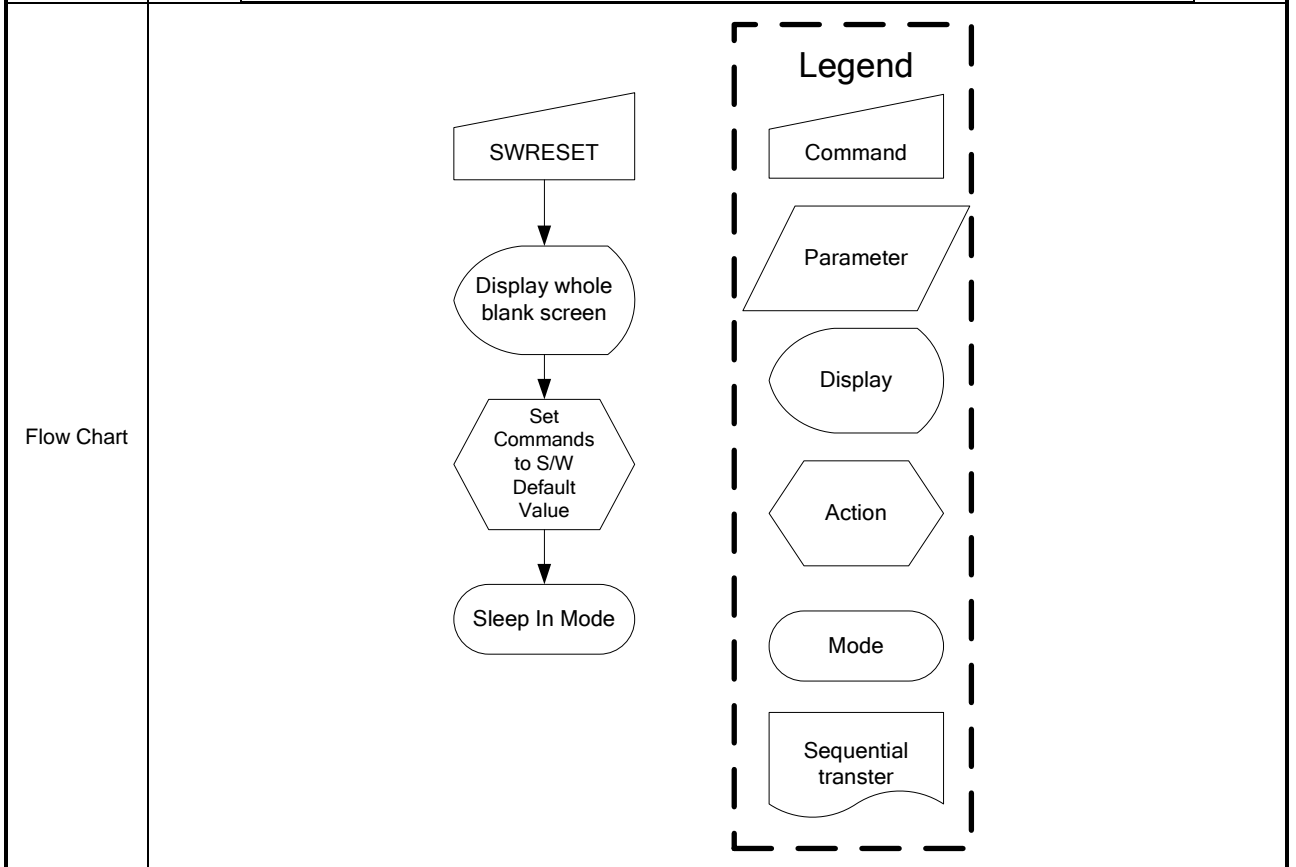 Flow Chart
SWRESET
Display whole
blank screen
Set
Commands
to S/W
Default
Value
Sleep In Mode
Legend
Command
Parameter
Display
Action
Mode
Sequential
transter